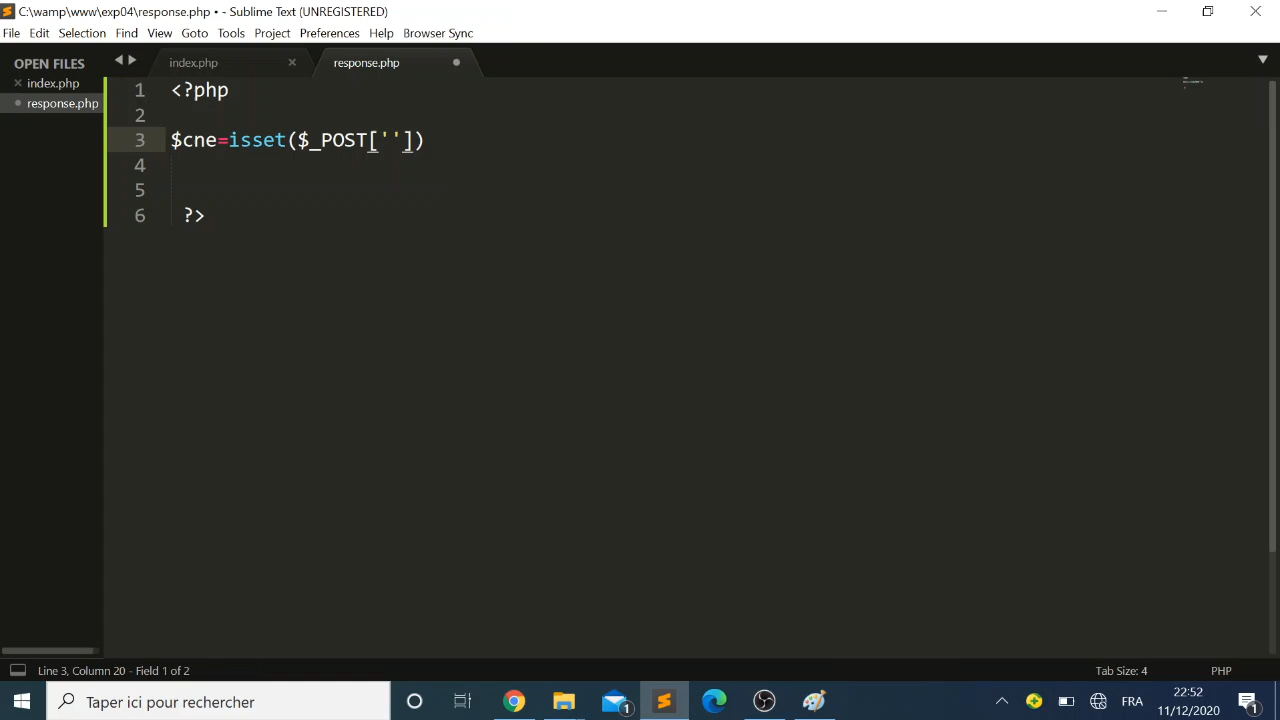 C:\wamp\www\exp04\response.php • - Sublime Text (UNREGISTERED)
File Edit Selection Find View Goto Tools Project Preferences Help Browser Sync
OPEN FILES
index.php
response.php
index.php
response.php
1 <?php
2
3 $cne=isset($_POST[''])
4
5
6 ?>
Line 3, Column 20 - Field 1 of 2
Tab Size: 4
PHP
Taper ici pour rechercher
1
FRA
22:52
11/12/2020
1